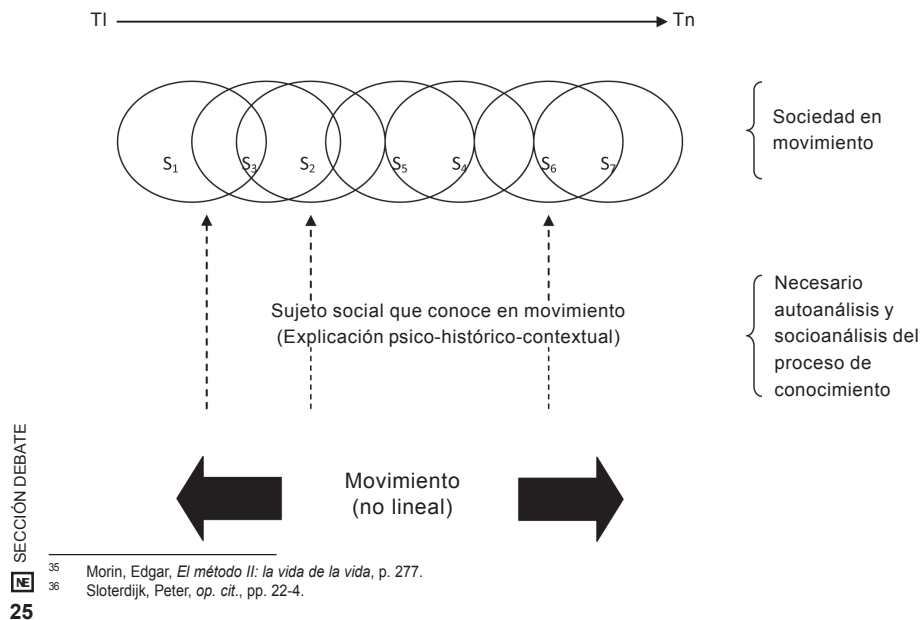 TI Tn
S₁ S₃ S₂ S₅ S₄ S₆ S₇
Sociedad en
movimiento
Sujeto social que conoce en movimiento
(Explicación psico-histórico-contextual)
Necesario
autoanálisis y
socioanálisis del
proceso de
conocimiento
Movimiento
(no lineal)
35 Morin, Edgar, El método II: la vida de la vida, p. 277.
36 Sloterdijk, Peter, op. cit., pp. 22-4.
SECCIÓN DEBATE
NE
25